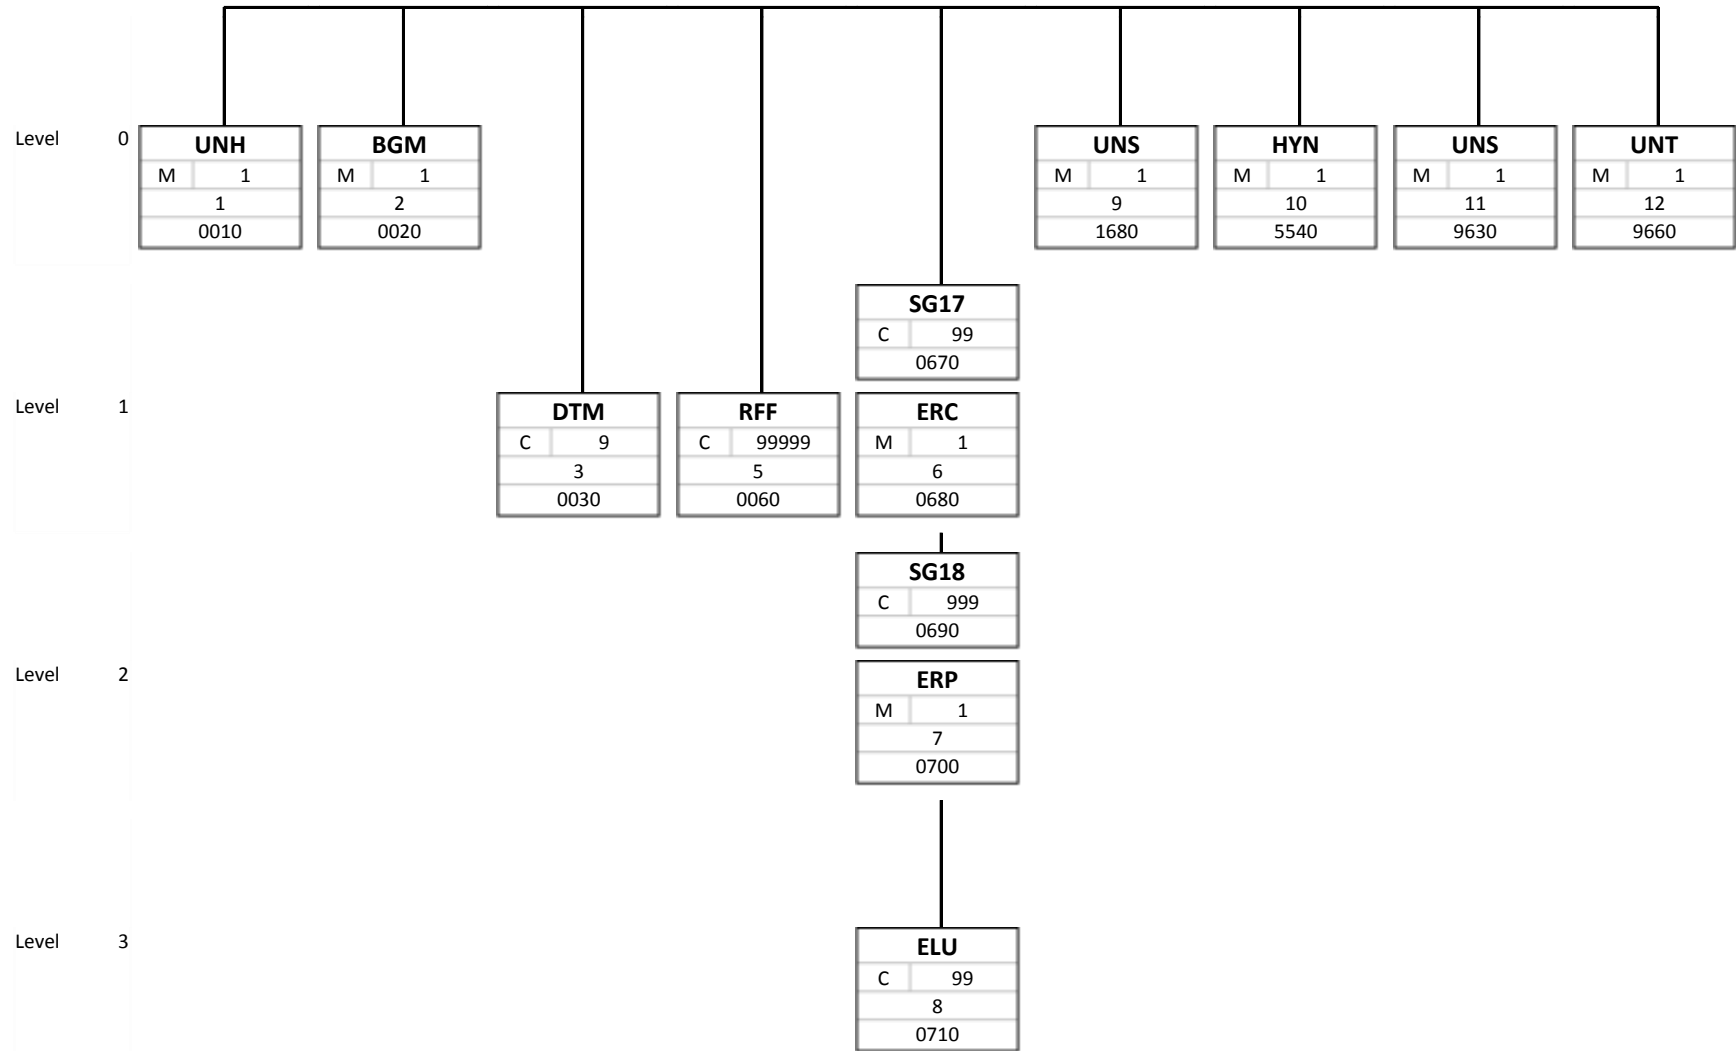 Level 0
UNH BGM UNS HYN UNS UNT
M 1 M 1 M 1 M 1 M 1 M 1
1 2 9 10 11 12
0010 0020 1680 5540 9630 9660
SG17
C 99
0670
Level 1
DTM RFF ERC
C 9 C 99999 M 1
3 5 6
0030 0060 0680
SG18
C 999
0690
Level 2
ERP
M 1
7
0700
Level 3
ELU
C 99
8
0710